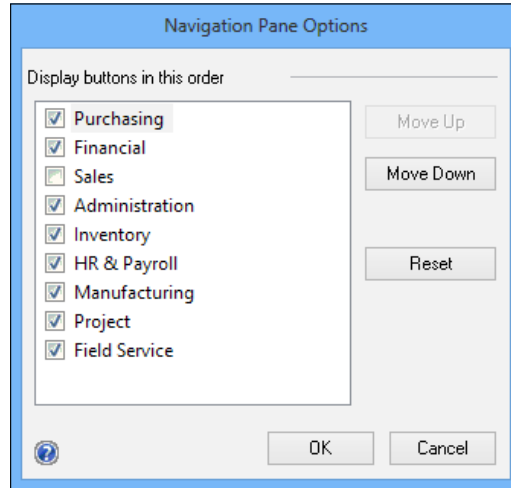 Navigation Pane Options
Display buttons in this order
Purchasing
Financial
Sales
Administration
Inventory
HR & Payroll
Manufacturing
Project
Field Service
Move Up
Move Down
Reset
?
OK
Cancel